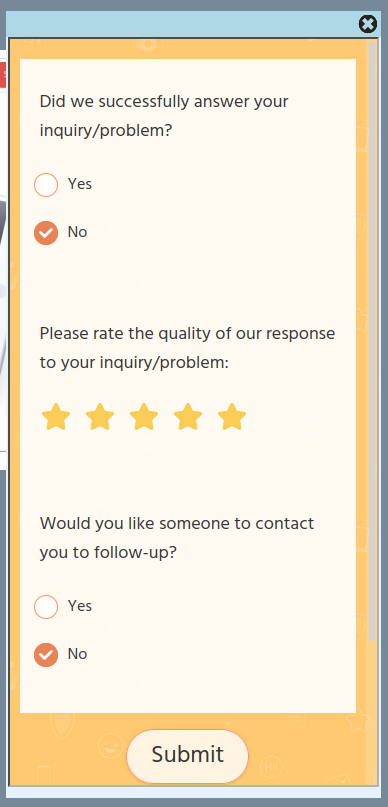 Did we successfully answer your
inquiry/problem?
Yes
No
Please rate the quality of our response
to your inquiry/problem:
Would you like someone to contact
you to follow-up?
Yes
No
Submit